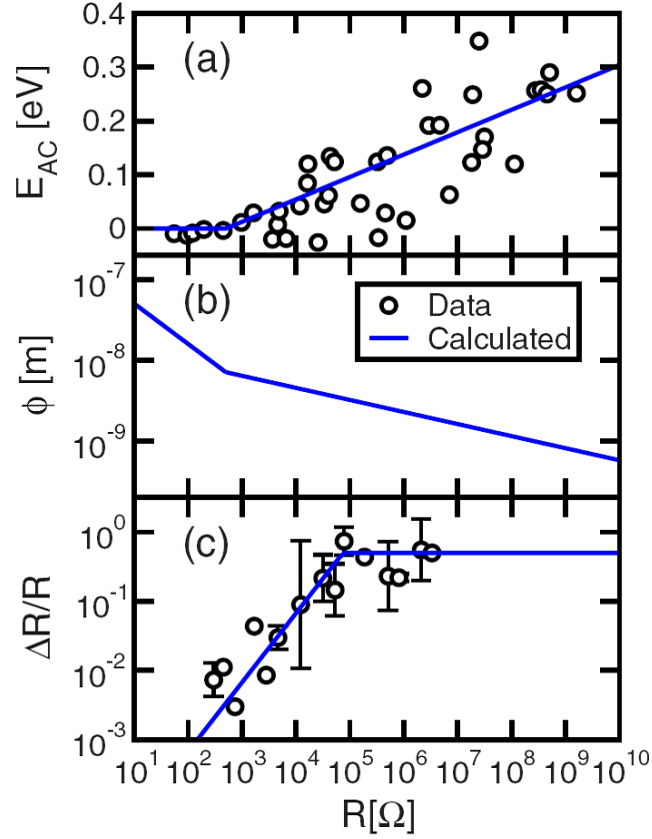 (a)
E_AC [eV]
0.4
0.3
0.2
0.1
0
(b)
ϕ [m]
10^-7
10^-8
10^-9
Data
Calculated
(c)
ΔR/R
10^0
10^-1
10^-2
10^-3
10^1 10^2 10^3 10^4 10^5 10^6 10^7 10^8 10^9 10^10
R[Ω]